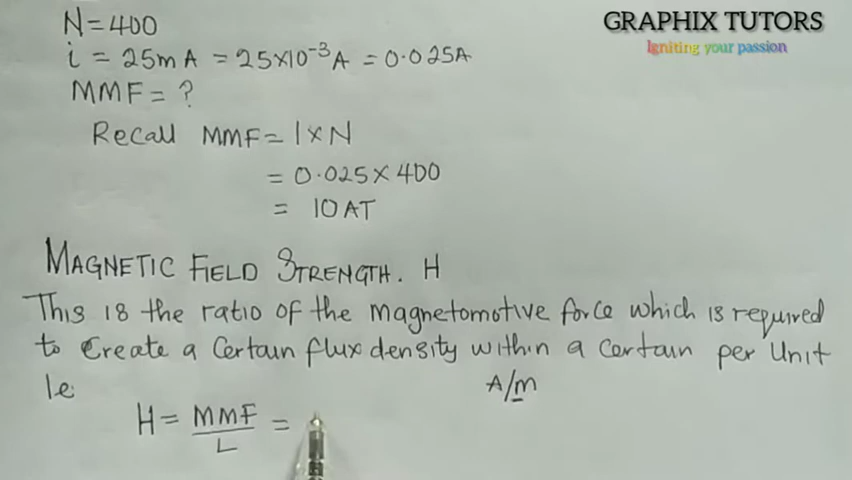 GRAPHIX TUTORS
Igniting your passion
N = 400
i = 25mA = 25×10⁻³A = 0.025A
MMF = ?
Recall MMF = I × N
= 0.025 × 400
= 10AT
MAGNETIC FIELD STRENGTH. H
This is the ratio of the magnetomotive force which is required
to create a certain flux density within a certain per unit
le
A/m
H = MMF/L =